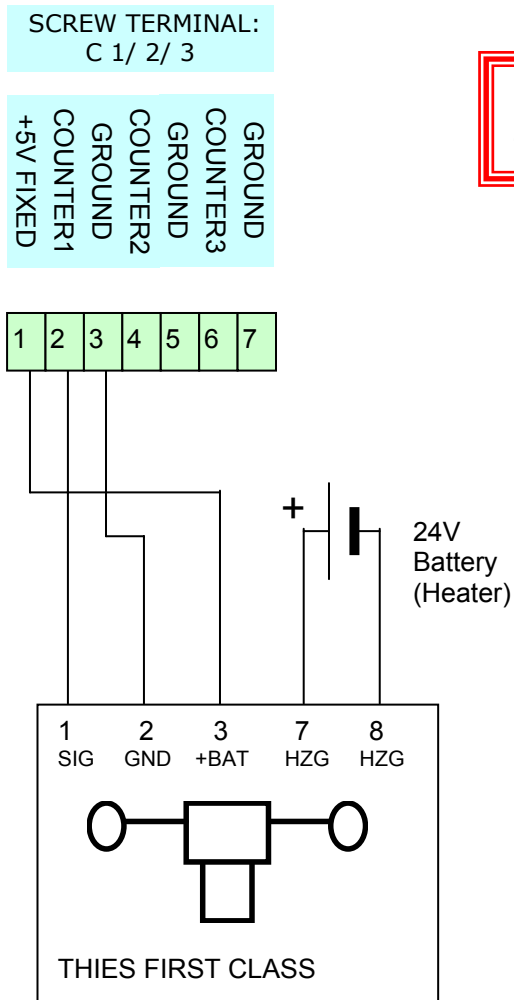 SCREW TERMINAL:
C 1/ 2/ 3
+5V FIXED
COUNTER1
GROUND
COUNTER2
GROUND
COUNTER3
GROUND
1 2 3 4 5 6 7
+
24V
Battery
(Heater)
1 2 3 7 8
SIG GND +BAT HZG HZG
THIES FIRST CLASS